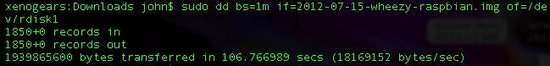 xenogears:Downloads john$ sudo dd bs=1m if=2012-07-15-wheezy-raspbian.img of=/de
v/rdisk1
1850+0 records in
1850+0 records out
1939865600 bytes transferred in 106.766989 secs (18169152 bytes/sec)